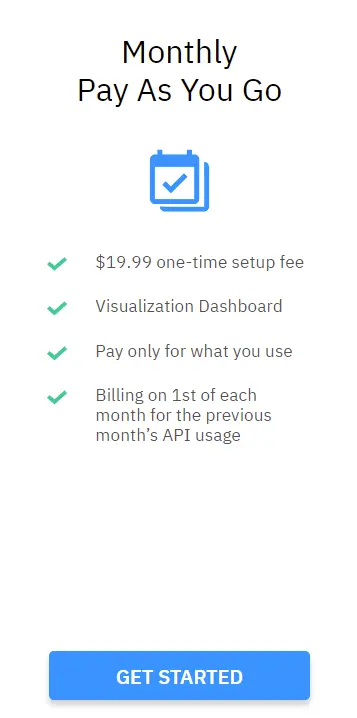 Monthly
Pay As You Go
$19.99 one-time setup fee
Visualization Dashboard
Pay only for what you use
Billing on 1st of each
month for the previous
month’s API usage
GET STARTED